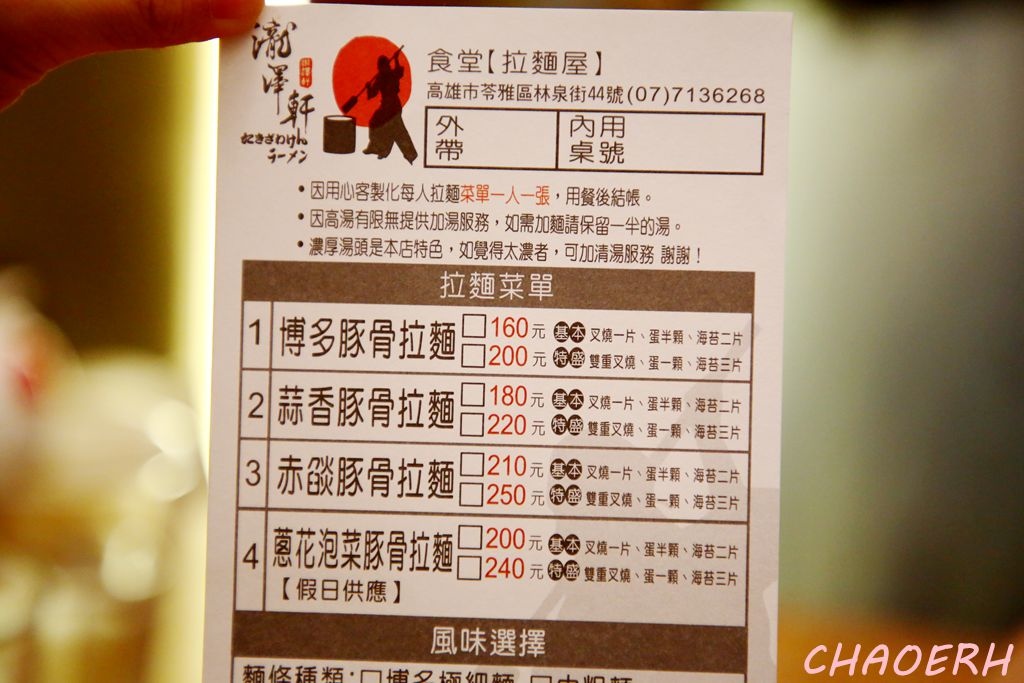 瀧澤軒
たきざわけん
ラーメン
食堂【拉麵屋】
高雄市苓雅區林泉街44號(07)7136268
外帶
內用桌號
•因用心客製化每人拉麵菜單一人一張，用餐後結帳。
•因高湯有限無提供加湯服務，如需加麵請保留一半的湯。
•濃厚湯頭是本店特色，如覺得太濃者，可加清湯服務 謝謝！
拉麵菜單
1 博多豚骨拉麵 □160元 基本 叉燒一片、蛋半顆、海苔二片
□200元 特盛 雙重叉燒、蛋一顆、海苔三片
2 蒜香豚骨拉麵 □180元 基本 叉燒一片、蛋半顆、海苔二片
□220元 特盛 雙重叉燒、蛋一顆、海苔三片
3 赤燄豚骨拉麵 □210元 基本 叉燒一片、蛋半顆、海苔二片
□250元 特盛 雙重叉燒、蛋一顆、海苔三片
4 蔥花泡菜豚骨拉麵 □200元 基本 叉燒一片、蛋半顆、海苔二片
【假日供應】 □240元 特盛 雙重叉燒、蛋一顆、海苔三片
風味選擇
麵條種類：□博多極細麵 □中粗麵
CHAOERH